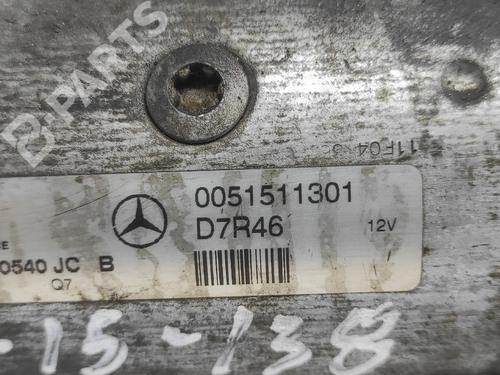 B-PARTS
11F04
0051511301
D7R46
12V
0540 JC B
Q7
-15-138